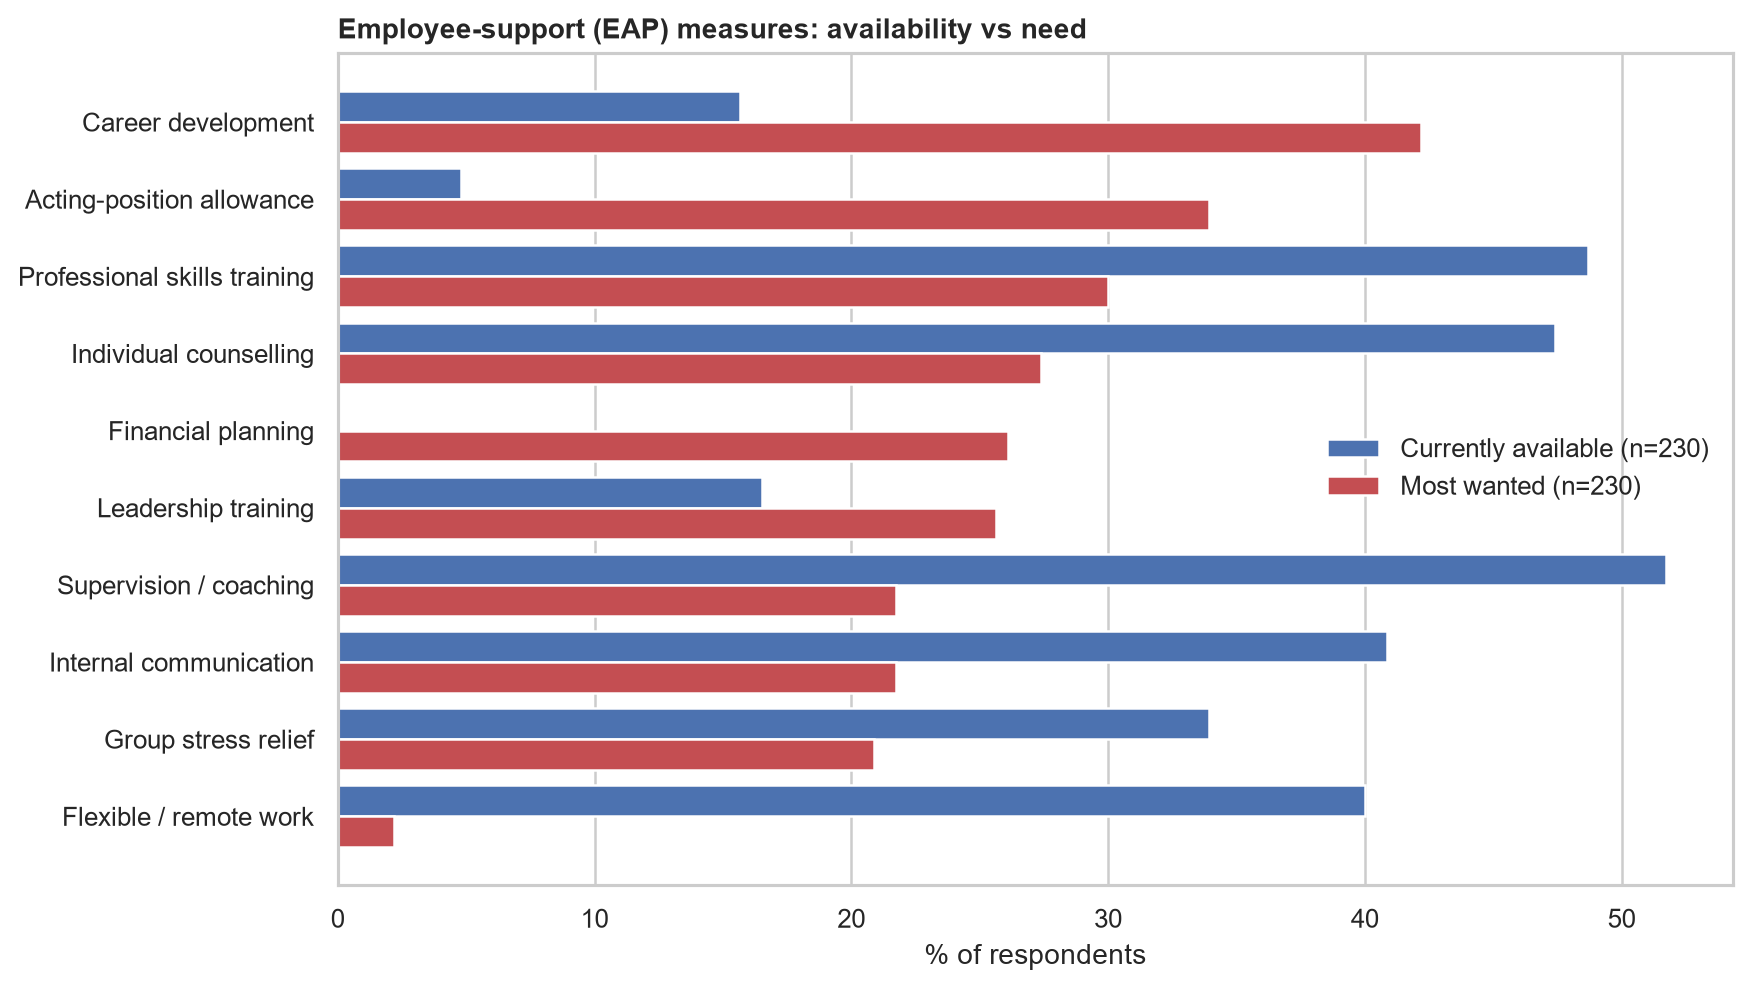 Employee-support (EAP) measures: availability vs need
Career development
Acting-position allowance
Professional skills training
Individual counselling
Financial planning
Leadership training
Supervision / coaching
Internal communication
Group stress relief
Flexible / remote work
Currently available (n=230)
Most wanted (n=230)
0 10 20 30 40 50
% of respondents